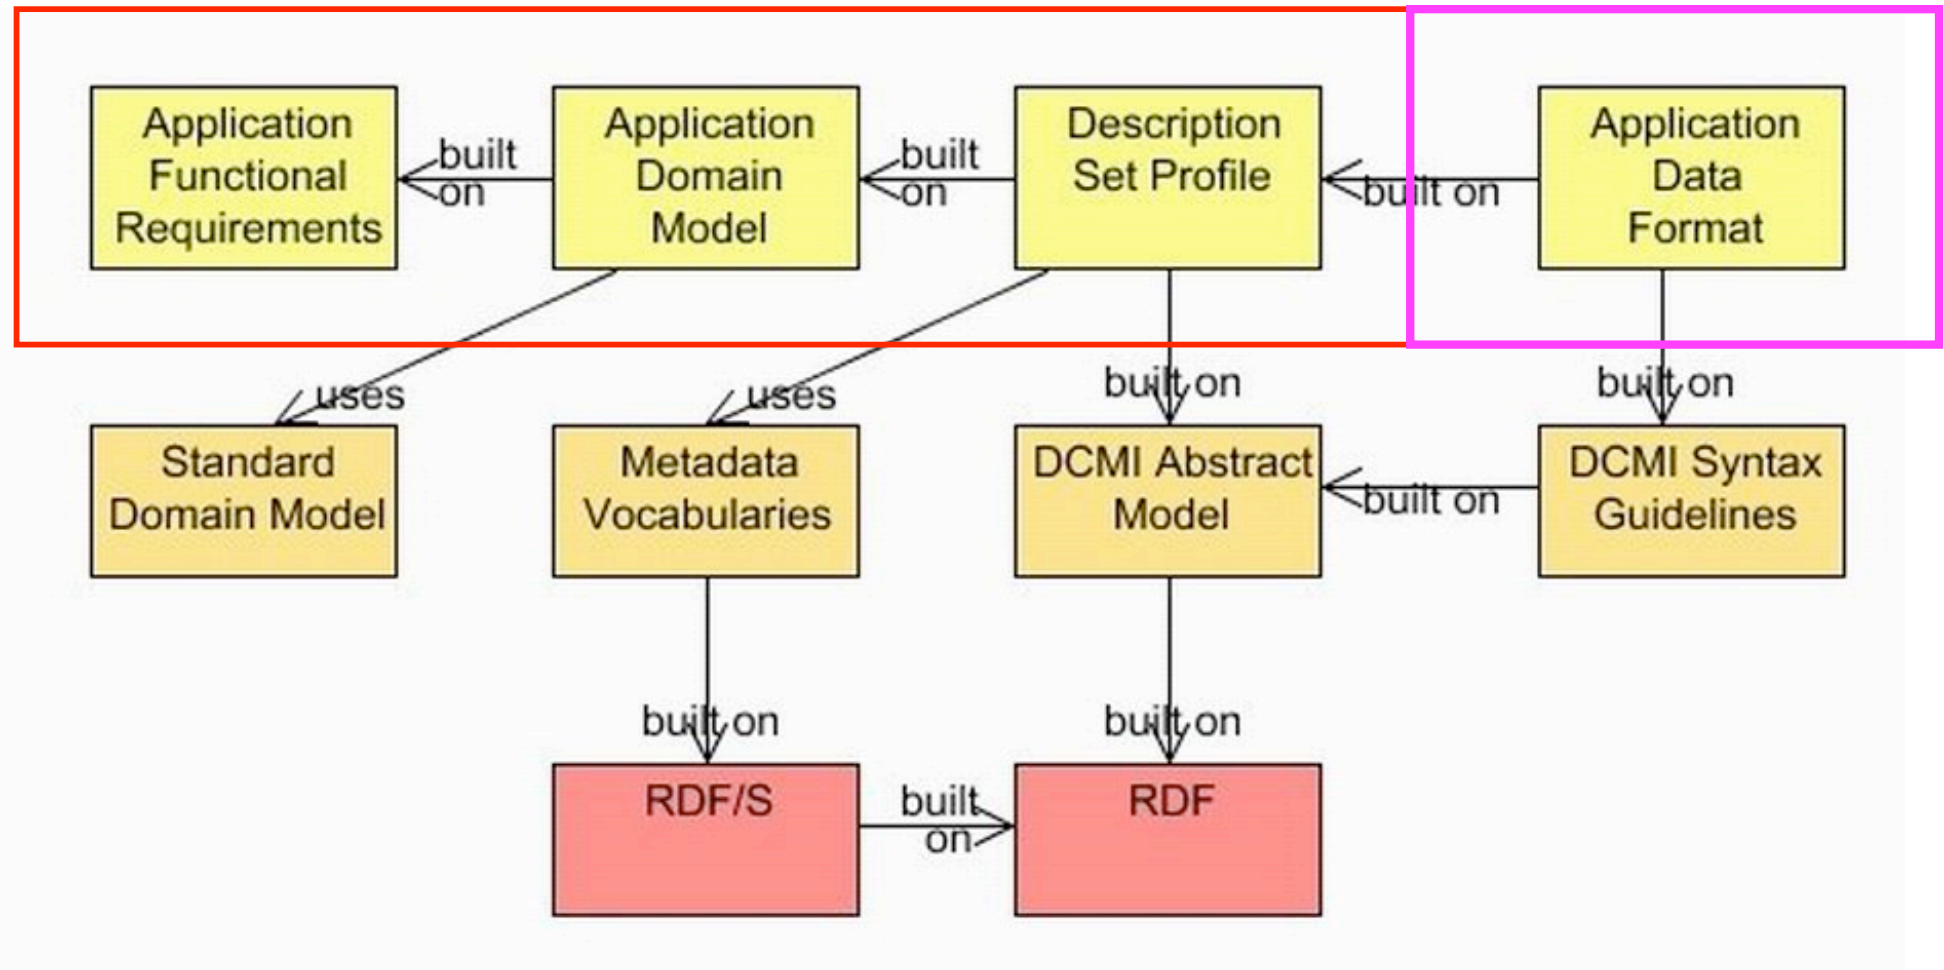 Application
Functional
Requirements
built
on
Application
Domain
Model
built
on
Description
Set Profile
built on
Application
Data
Format
uses
uses
built on
built on
Standard
Domain Model
Metadata
Vocabularies
DCMI Abstract
Model
built on
DCMI Syntax
Guidelines
built on
built on
RDF/S
built
on
RDF